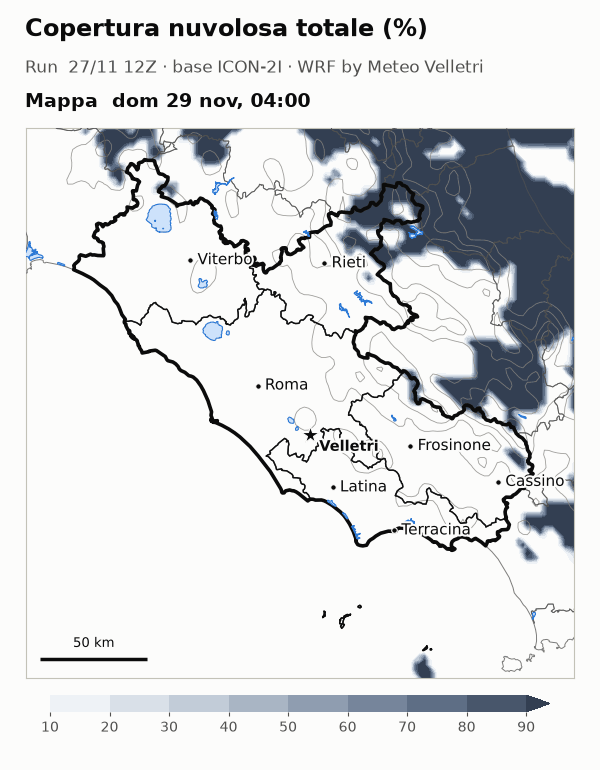 Copertura nuvolosa totale (%)
Run  27/11 12Z · base ICON-2I · WRF by Meteo Velletri
Mappa  dom 29 nov, 04:00
Viterbo
Rieti
Roma
Velletri
Frosinone
Latina
Cassino
Terracina
50 km
10 20 30 40 50 60 70 80 90